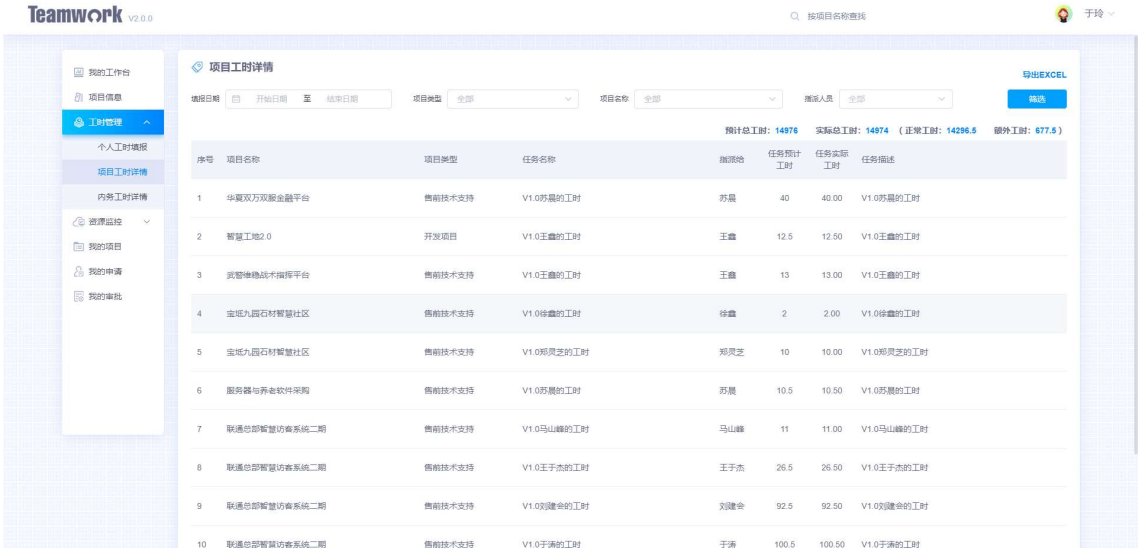 Teamwork V2.0.0
按项目名称查找
于玲
我的工作台
项目信息
工时管理
个人工时填报
项目工时详情
内务工时详情
资源监控
我的项目
我的申请
我的审批
项目工时详情
导出EXCEL
填报日期 开始日期 至 结束日期 项目类型 全部 项目名称 全部 指派人员 全部 筛选
预计总工时：14976 实际总工时：14974 （正常工时：14296.5 额外工时：677.5）
序号 项目名称 项目类型 任务名称 指派给 任务预计工时 任务实际工时 任务描述
1 华夏双万双服金融平台 售前技术支持 V1.0苏晨的工时 苏晨 40 40.00 V1.0苏晨的工时
2 智慧工地2.0 开发项目 V1.0王鑫的工时 王鑫 12.5 12.50 V1.0王鑫的工时
3 武警维稳战术指挥平台 售前技术支持 V1.0王鑫的工时 王鑫 13 13.00 V1.0王鑫的工时
4 宝坻九园石材智慧社区 售前技术支持 V1.0徐鑫的工时 徐鑫 2 2.00 V1.0徐鑫的工时
5 宝坻九园石材智慧社区 售前技术支持 V1.0郑灵芝的工时 郑灵芝 10 10.00 V1.0郑灵芝的工时
6 服务器与养老软件采购 售前技术支持 V1.0苏晨的工时 苏晨 10.5 10.50 V1.0苏晨的工时
7 联通总部智慧访客系统二期 售前技术支持 V1.0马山峰的工时 马山峰 11 11.00 V1.0马山峰的工时
8 联通总部智慧访客系统二期 售前技术支持 V1.0王于杰的工时 王于杰 26.5 26.50 V1.0王于杰的工时
9 联通总部智慧访客系统二期 售前技术支持 V1.0刘建会的工时 刘建会 92.5 92.50 V1.0刘建会的工时
10 联通总部智慧访客系统二期 售前技术支持 V1.0于涛的工时 于涛 100.5 100.50 V1.0于涛的工时